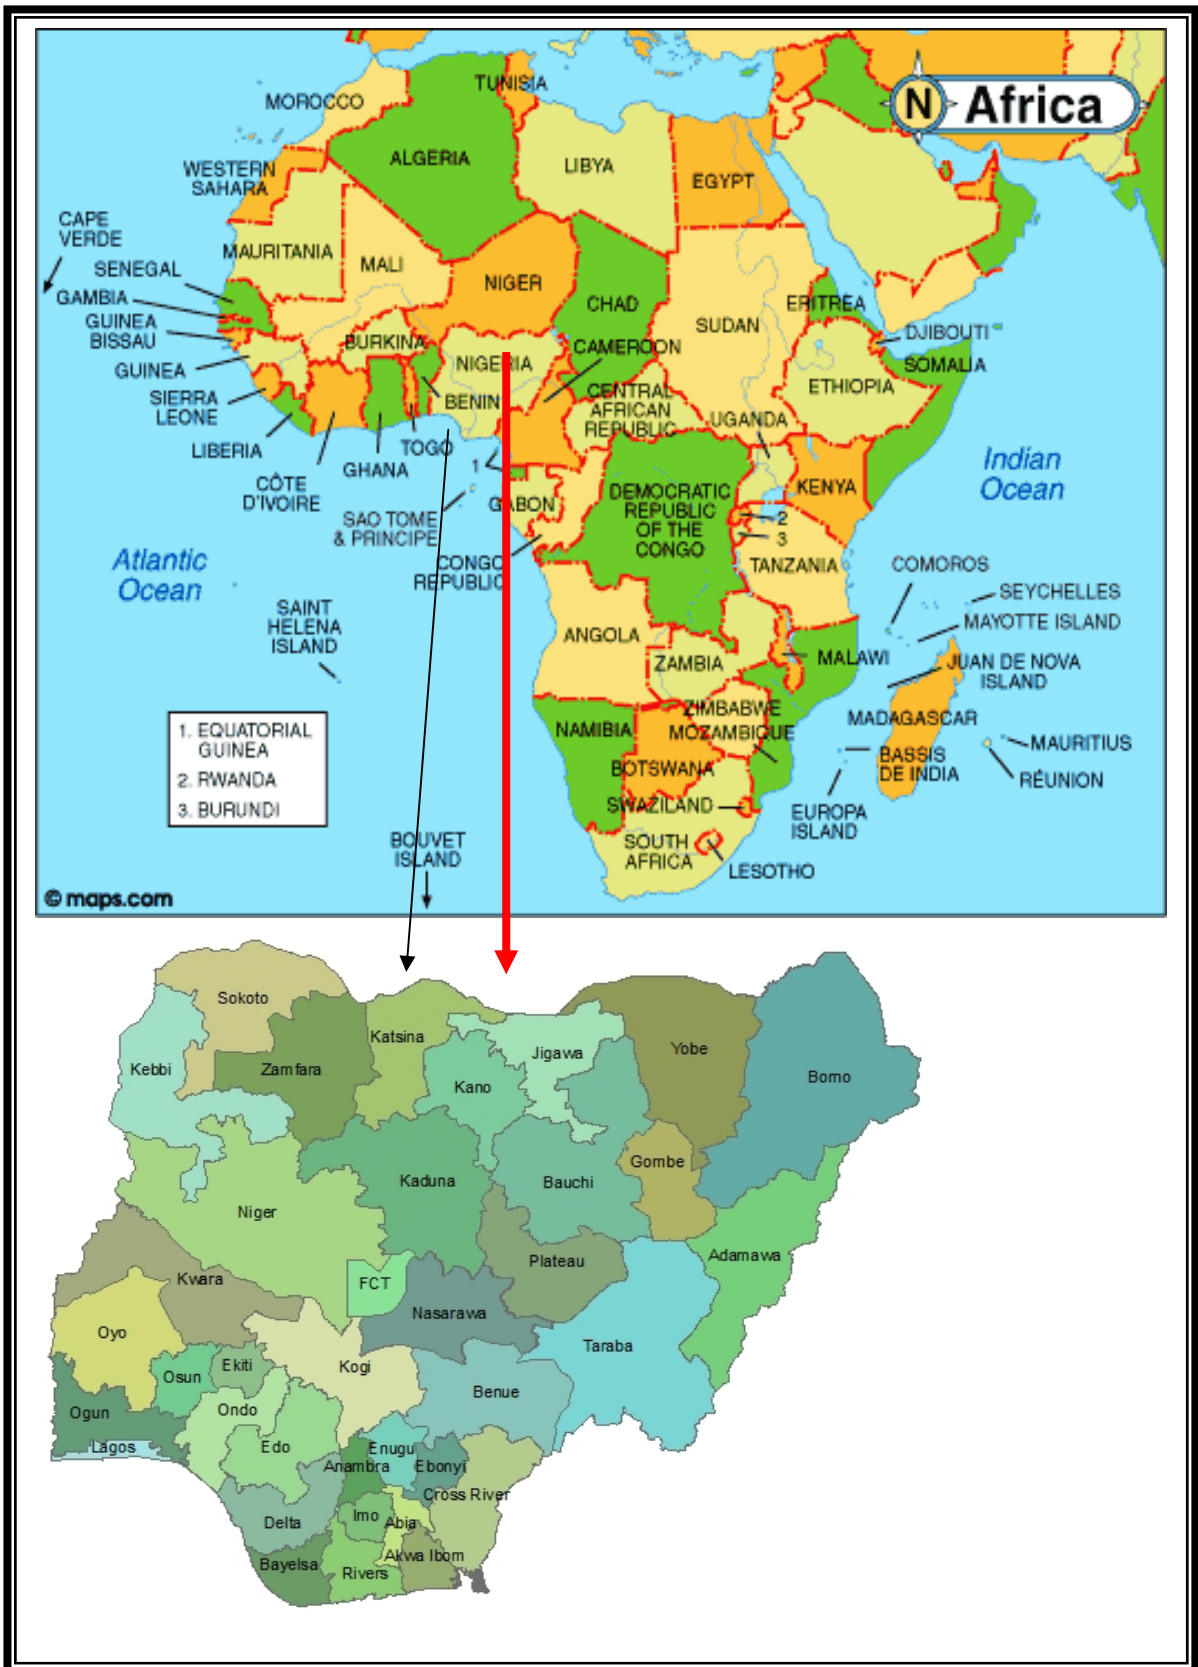 N Africa
TUNISIA
MOROCCO
ALGERIA
LIBYA
EGYPT
WESTERN
SAHARA
CAPE
VERDE
MAURITANIA
MALI
NIGER
CHAD
SUDAN
ERITREA
SENEGAL
GAMBIA
GUINEA
BISSAU
GUINEA
SIERRA
LEONE
LIBERIA
CÔTE
D'IVOIRE
GHANA
TOGO
BENIN
BURKINA
NIGERIA
CAMEROON
CENTRAL
AFRICAN
REPUBLIC
DJIBOUTI
SOMALIA
ETHIOPIA
UGANDA
KENYA
1
GABON
SAO TOME
& PRINCIPE
CONGO
REPUBLIC
DEMOCRATIC
REPUBLIC
OF THE
CONGO
2
3
TANZANIA
Indian
Ocean
Atlantic
Ocean
SAINT
HELENA
ISLAND
COMOROS
SEYCHELLES
MAYOTTE ISLAND
JUAN DE NOVA
ISLAND
ANGOLA
ZAMBIA
MALAWI
ZIMBABWE
MOZAMBIQUE
MADAGASCAR
MAURITIUS
RÉUNION
BASSIS
DE INDIA
EUROPA
ISLAND
NAMIBIA
BOTSWANA
SWAZILAND
SOUTH
AFRICA
LESOTHO
1. EQUATORIAL
GUINEA
2. RWANDA
3. BURUNDI
BOUVET
ISLAND
© maps.com
Sokoto
Katsina
Kebbi
Zamfara
Kano
Jigawa
Yobe
Borno
Kaduna
Bauchi
Gombe
Niger
Adamawa
Plateau
Kwara
FCT
Nasarawa
Oyo
Taraba
Kogi
Ekiti
Osun
Benue
Ogun
Ondo
Edo
Lagos
Enugu
Anambra
Ebonyi
Cross River
Delta
Imo
Abia
Bayelsa
Rivers
Akwa Ibom